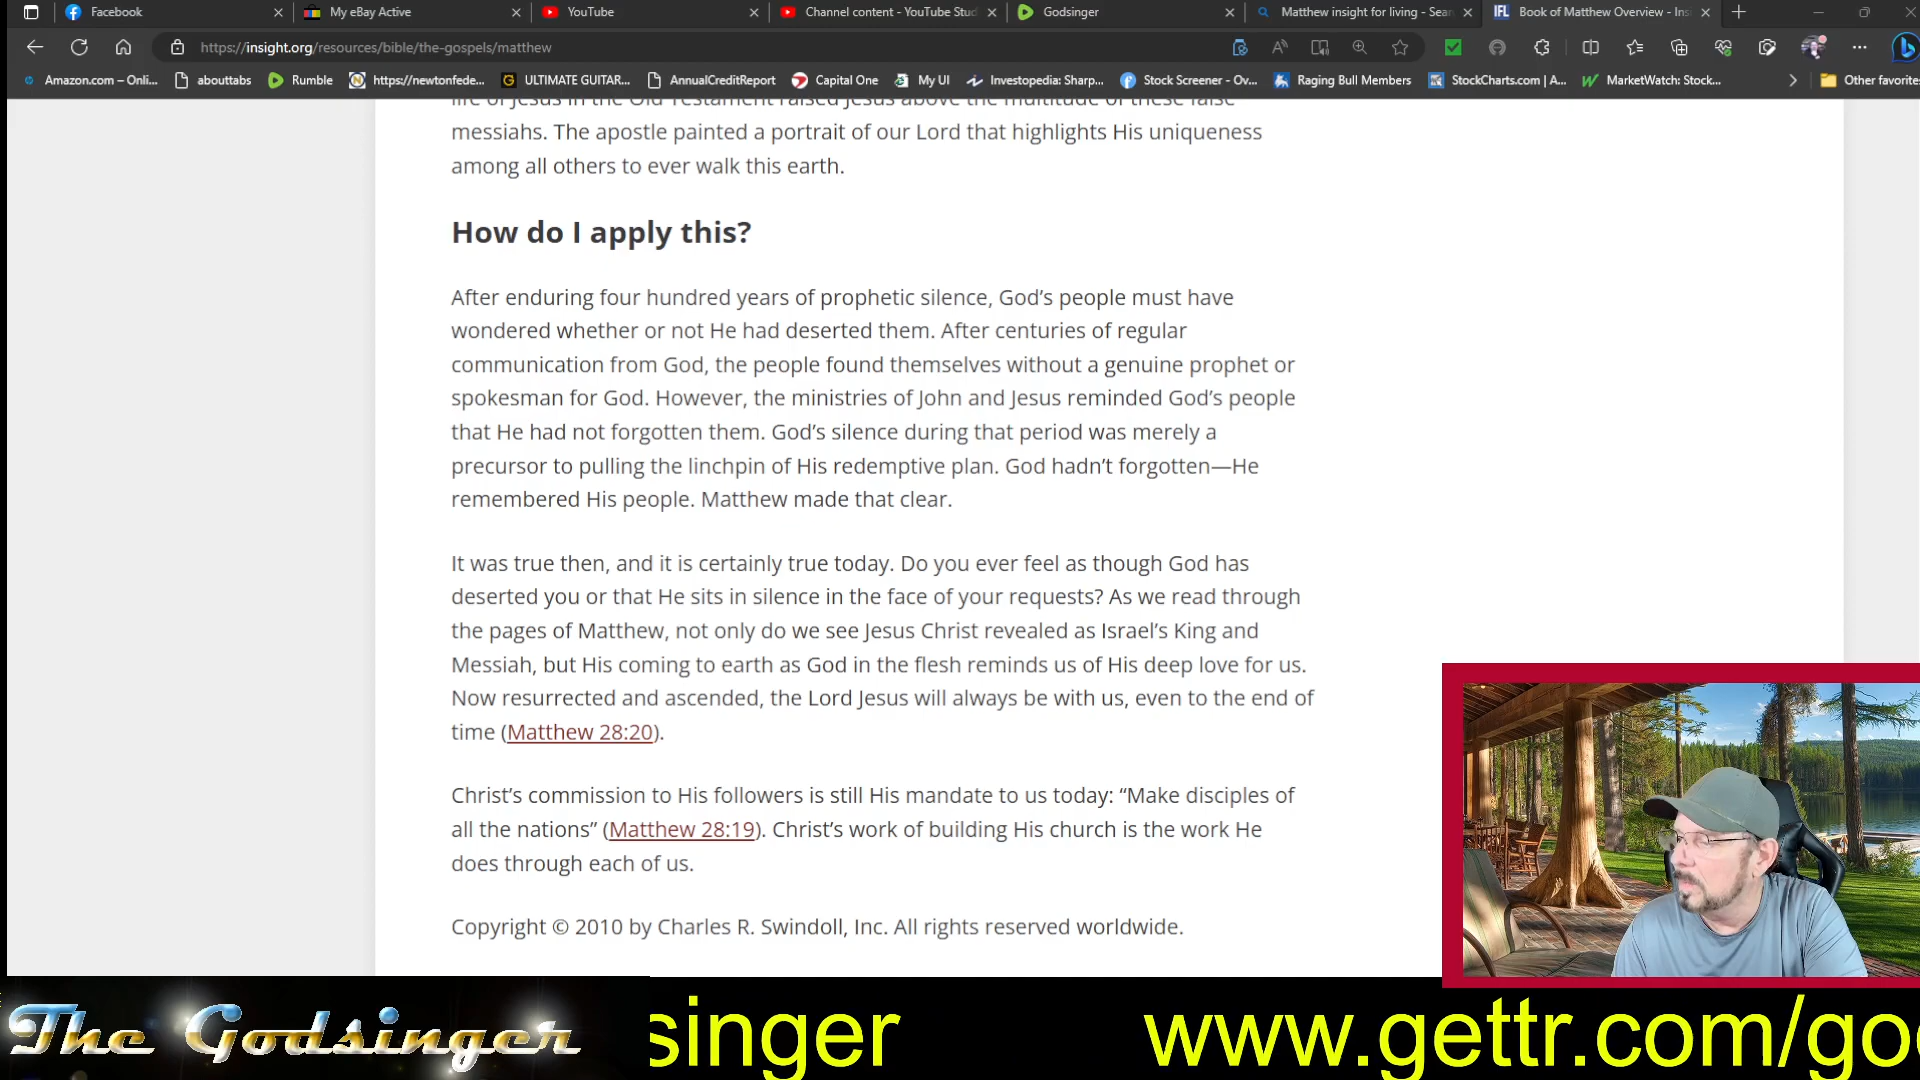 Facebook
My eBay Active
YouTube
Channel content - YouTube Stud
Godsinger
Matthew insight for living - Sear
IFL Book of Matthew Overview - Ins
https://insight.org/resources/bible/the-gospels/matthew
Amazon.com – Onli...
abouttabs
Rumble
https://newtonfede...
ULTIMATE GUITAR...
AnnualCreditReport
Capital One
My UI
Investopedia: Sharp...
Stock Screener - Ov...
Raging Bull Members
StockCharts.com | A...
MarketWatch: Stock...
Other favorites
life of Jesus in the Old Testament raised Jesus above the multitude of these false
messiahs. The apostle painted a portrait of our Lord that highlights His uniqueness
among all others to ever walk this earth.
How do I apply this?
After enduring four hundred years of prophetic silence, God’s people must have
wondered whether or not He had deserted them. After centuries of regular
communication from God, the people found themselves without a genuine prophet or
spokesman for God. However, the ministries of John and Jesus reminded God’s people
that He had not forgotten them. God’s silence during that period was merely a
precursor to pulling the linchpin of His redemptive plan. God hadn’t forgotten—He
remembered His people. Matthew made that clear.
It was true then, and it is certainly true today. Do you ever feel as though God has
deserted you or that He sits in silence in the face of your requests? As we read through
the pages of Matthew, not only do we see Jesus Christ revealed as Israel’s King and
Messiah, but His coming to earth as God in the flesh reminds us of His deep love for us.
Now resurrected and ascended, the Lord Jesus will always be with us, even to the end of
time (Matthew 28:20).
Christ’s commission to His followers is still His mandate to us today: “Make disciples of
all the nations” (Matthew 28:19). Christ’s work of building His church is the work He
does through each of us.
Copyright © 2010 by Charles R. Swindoll, Inc. All rights reserved worldwide.
The Godsinger
singer www.gettr.com/go